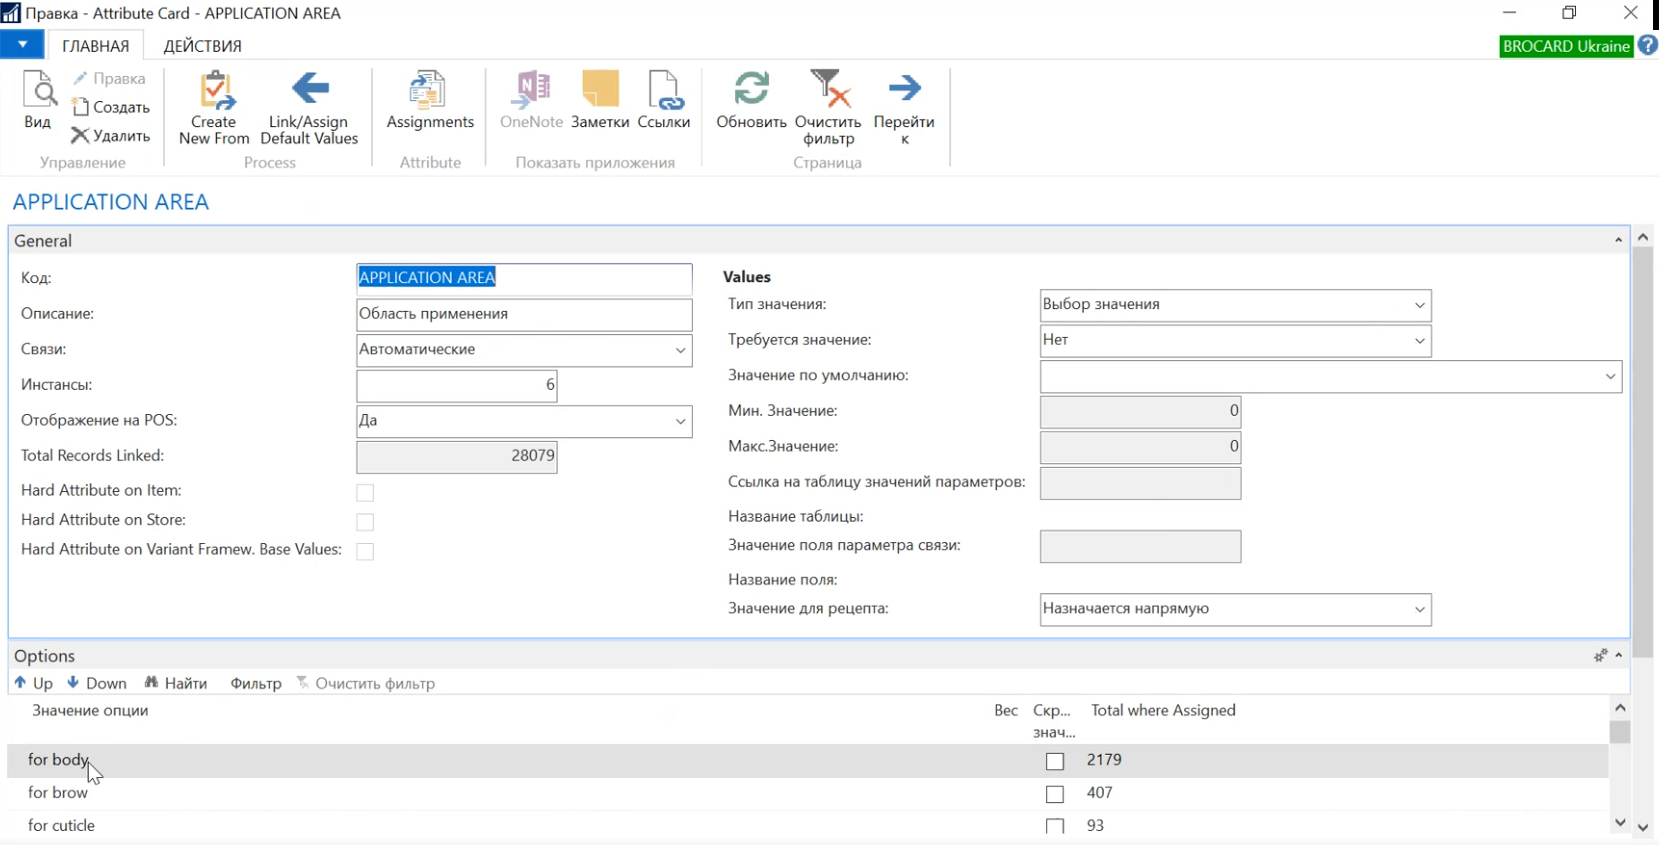 Правка - Attribute Card - APPLICATION AREA
ГЛАВНАЯ ДЕЙСТВИЯ
BROCARD Ukraine ?
Вид
Правка
Создать
Удалить
Управление
Create New From
Link/Assign Default Values
Process
Assignments
Attribute
OneNote
Заметки
Ссылки
Показать приложения
Обновить
Очистить фильтр
Перейти к
Страница
APPLICATION AREA
General
Код: APPLICATION AREA
Описание: Область применения
Связи: Автоматические
Инстансы: 6
Отображение на POS: Да
Total Records Linked: 28079
Hard Attribute on Item:
Hard Attribute on Store:
Hard Attribute on Variant Framew. Base Values:
Values
Тип значения: Выбор значения
Требуется значение: Нет
Значение по умолчанию:
Мин. Значение: 0
Макс.Значение: 0
Ссылка на таблицу значений параметров:
Название таблицы:
Значение поля параметра связи:
Название поля:
Значение для рецепта: Назначается напрямую
Options
Up Down Найти Фильтр Очистить фильтр
Значение опции Вес Скр... знач... Total where Assigned
for body 2179
for brow 407
for cuticle 93